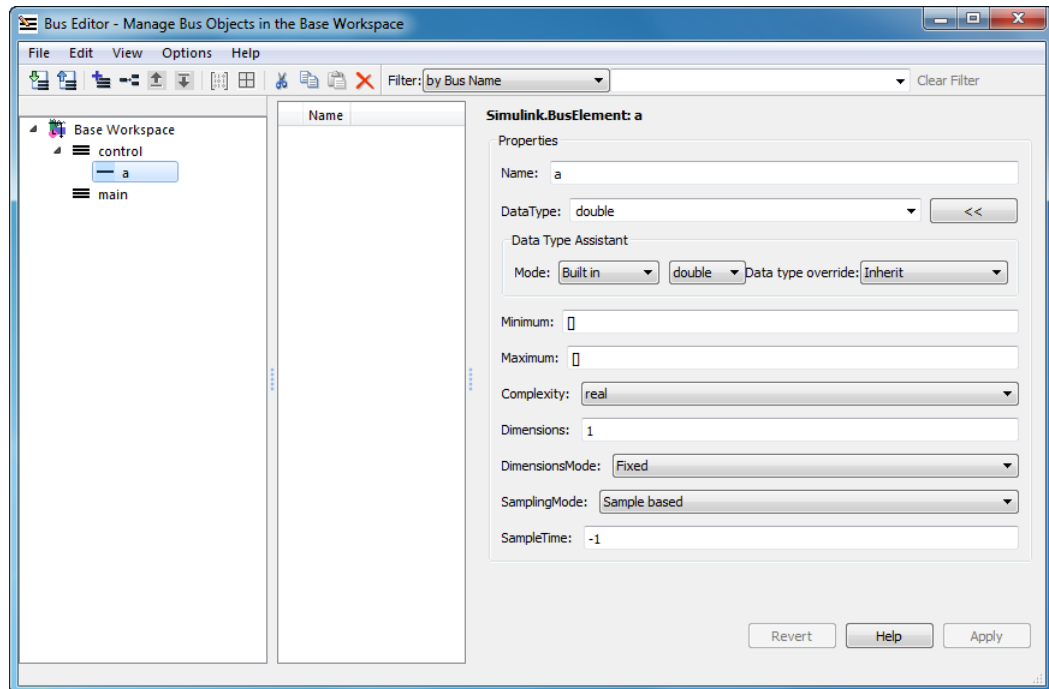 Bus Editor - Manage Bus Objects in the Base Workspace
File Edit View Options Help
Filter: by Bus Name Clear Filter
Base Workspace
control
a
main
Name
Simulink.BusElement: a
Properties
Name: a
DataType: double <<
Data Type Assistant
Mode: Built in double Data type override: Inherit
Minimum: []
Maximum: []
Complexity: real
Dimensions: 1
DimensionsMode: Fixed
SamplingMode: Sample based
SampleTime: -1
Revert Help Apply